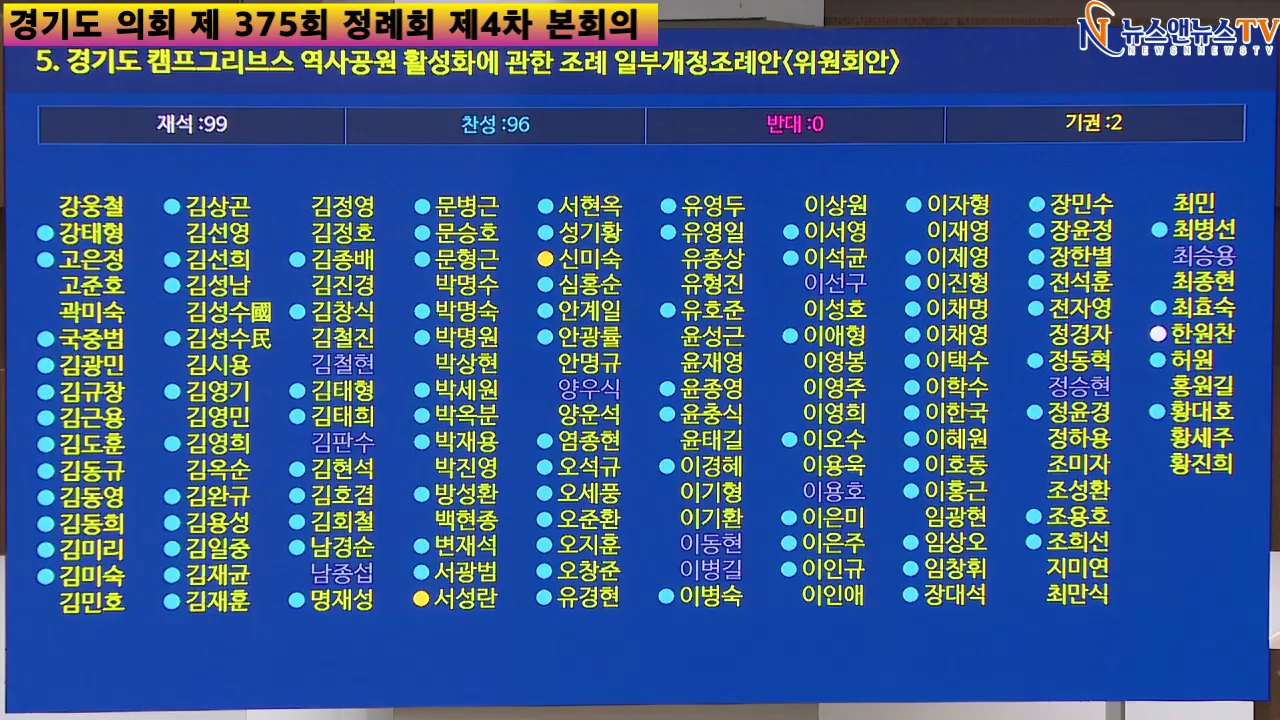 경기도 의회 제 375회 정례회 제4차 본회의
뉴스앤뉴스TV
NEWSNNEWSTV
5. 경기도 캠프그리브스 역사공원 활성화에 관한 조례 일부개정조례안<위원회안>
재석 :99 찬성 :96 반대 :0 기권 :2
강웅철 김상곤 김정영 문병근 서현옥 유영두 이상원 이자형 장민수 최민
강태형 김선영 김정호 문승호 성기황 유영일 이서영 이재영 장윤정 최병선
고은정 김선희 김종배 문형근 신미숙 유종상 이석균 이제영 장한별 최승용
고준호 김성남 김진경 박명수 심홍순 유형진 이선구 이진형 전석훈 최종현
곽미숙 김성수國 김창식 박명숙 안계일 유호준 이성호 이채명 전자영 최효숙
국중범 김성수民 김철진 박명원 안광률 윤성근 이애형 이채영 정경자 한원찬
김광민 김시용 김철현 박상현 안명규 윤재영 이영봉 이택수 정동혁 허원
김규창 김영기 김태형 박세원 양우식 윤종영 이영주 이학수 정승현 홍원길
김근용 김영민 김태희 박옥분 양운석 윤충식 이영희 이한국 정윤경 황대호
김도훈 김영희 김판수 박재용 염종현 윤태길 이오수 이혜원 정하용 황세주
김동규 김옥순 김현석 박진영 오석규 이경혜 이용욱 이호동 조미자 황진희
김동영 김완규 김호겸 방성환 오세풍 이기형 이용호 이홍근 조성환
김동희 김용성 김회철 백현종 오준환 이기환 이은미 임광현 조용호
김미리 김일중 남경순 변재석 오지훈 이동현 이은주 임상오 조희선
김미숙 김재균 남종섭 서광범 오창준 이병길 이인규 임창휘 지미연
김민호 김재훈 명재성 서성란 유경현 이병숙 이인애 장대석 최만식